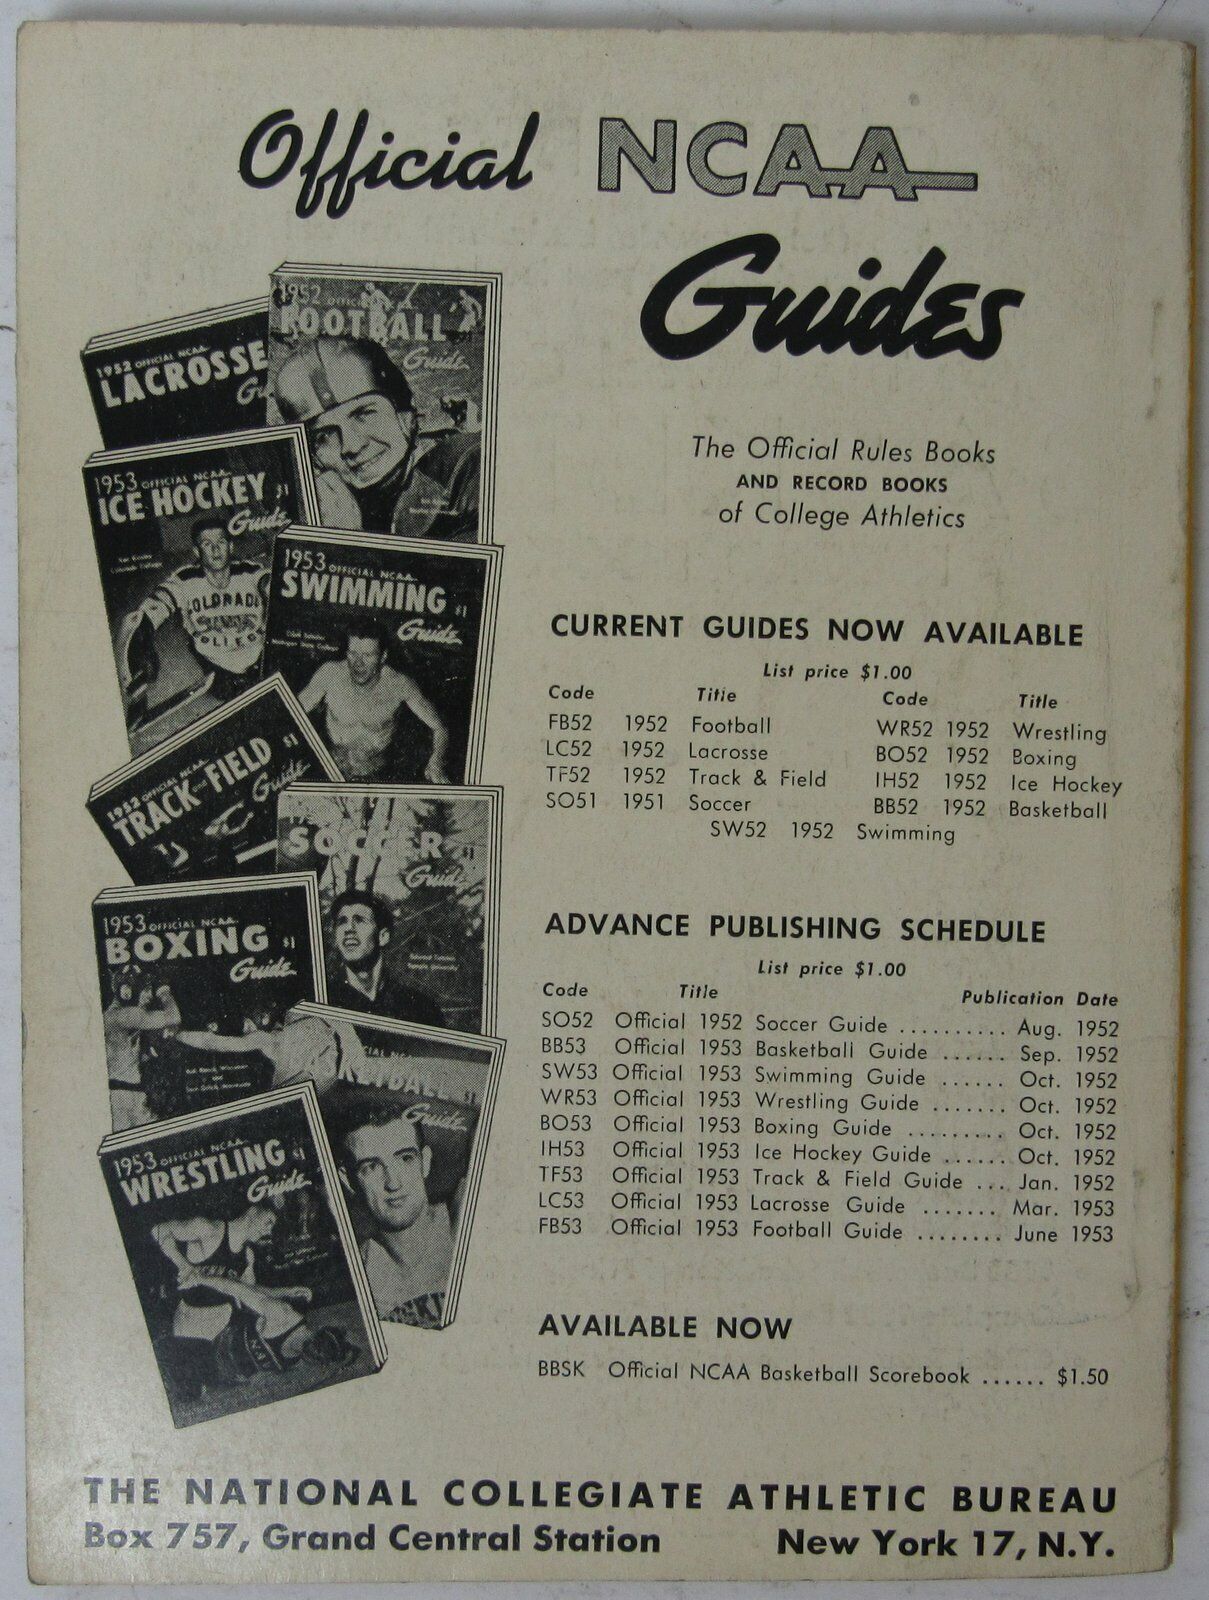 Official NCAA
Guides
The Official Rules Books
AND RECORD BOOKS
of College Athletics
1952 OFFICIAL NCAA
LACROSSE
1952
FOOTBALL
Guide
1953 OFFICIAL NCAA
ICE HOCKEY $1
Guide
COLORADO
COLLEGE
1953 OFFICIAL NCAA
SWIMMING $1
Guide
1952 OFFICIAL NCAA
TRACK AND FIELD $1
Guide
SOCCER $1
Guide
1953 OFFICIAL NCAA
BOXING $1
Guide
Guide
1953 OFFICIAL NCAA
WRESTLING $1
Guide
CURRENT GUIDES NOW AVAILABLE
List price $1.00
Code Title Code Title
FB52 1952 Football WR52 1952 Wrestling
LC52 1952 Lacrosse BO52 1952 Boxing
TF52 1952 Track & Field IH52 1952 Ice Hockey
SO51 1951 Soccer BB52 1952 Basketball
SW52 1952 Swimming
ADVANCE PUBLISHING SCHEDULE
List price $1.00
Code Title Publication Date
SO52 Official 1952 Soccer Guide .......... Aug. 1952
BB53 Official 1953 Basketball Guide ...... Sep. 1952
SW53 Official 1953 Swimming Guide ...... Oct. 1952
WR53 Official 1953 Wrestling Guide ....... Oct. 1952
BO53 Official 1953 Boxing Guide ......... Oct. 1952
IH53 Official 1953 Ice Hockey Guide ...... Oct. 1952
TF53 Official 1953 Track & Field Guide ... Jan. 1952
LC53 Official 1953 Lacrosse Guide ....... Mar. 1953
FB53 Official 1953 Football Guide ........ June 1953
AVAILABLE NOW
BBSK Official NCAA Basketball Scorebook ...... $1.50
THE NATIONAL COLLEGIATE ATHLETIC BUREAU
Box 757, Grand Central Station New York 17, N.Y.